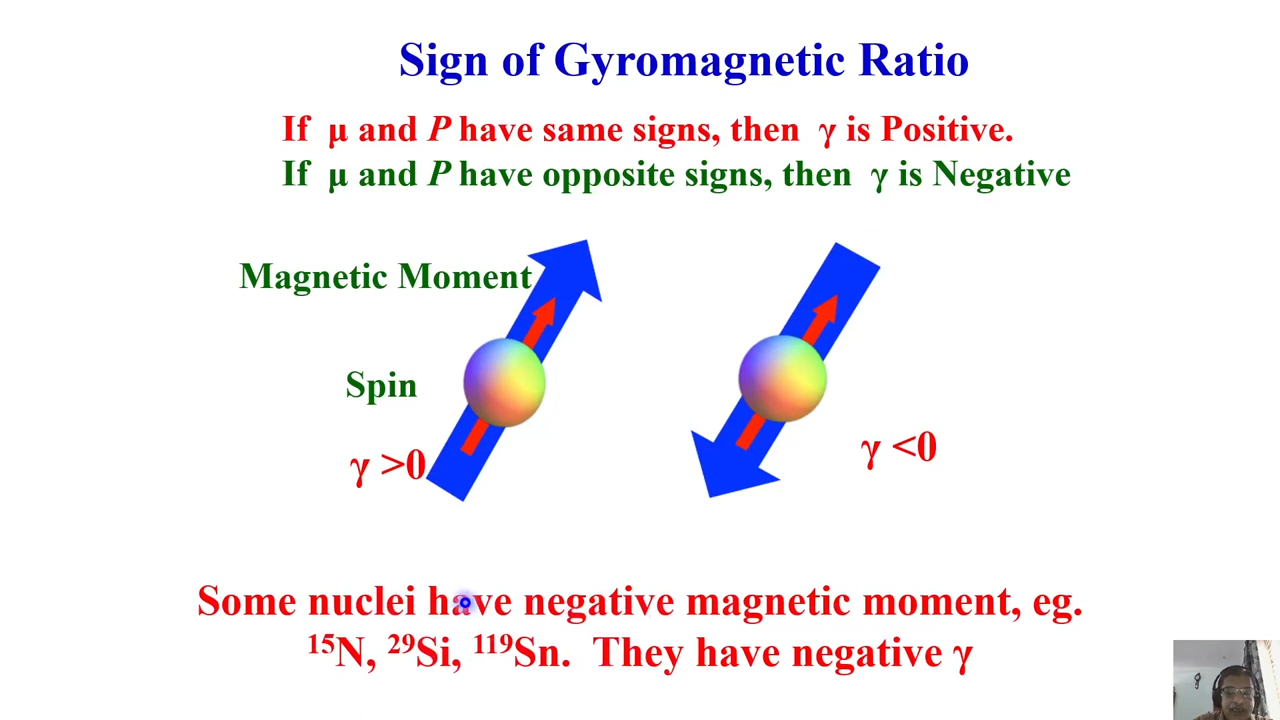 Sign of Gyromagnetic Ratio
If μ and P have same signs, then γ is Positive.
If μ and P have opposite signs, then γ is Negative
Magnetic Moment
Spin
γ >0
γ <0
Some nuclei have negative magnetic moment, eg.
¹⁵N, ²⁹Si, ¹¹⁹Sn. They have negative γ